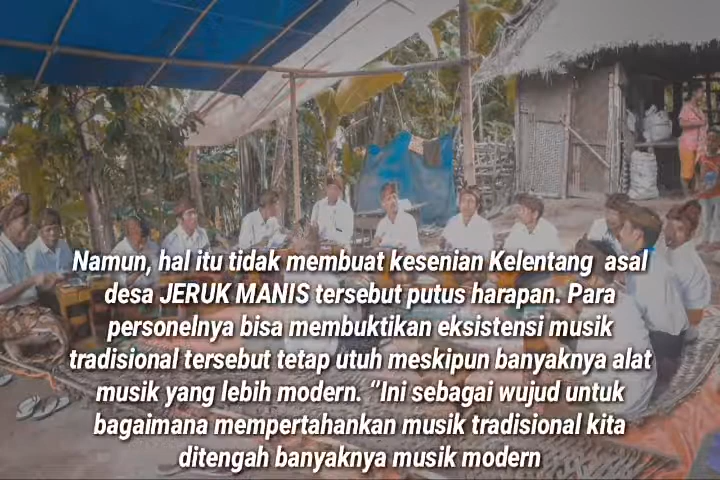 Namun, hal itu tidak membuat kesenian Kelentang asal
desa JERUK MANIS tersebut putus harapan. Para
personelnya bisa membuktikan eksistensi musik
tradisional tersebut tetap utuh meskipun banyaknya alat
musik yang lebih modern. “Ini sebagai wujud untuk
bagaimana mempertahankan musik tradisional kita
ditengah banyaknya musik modern